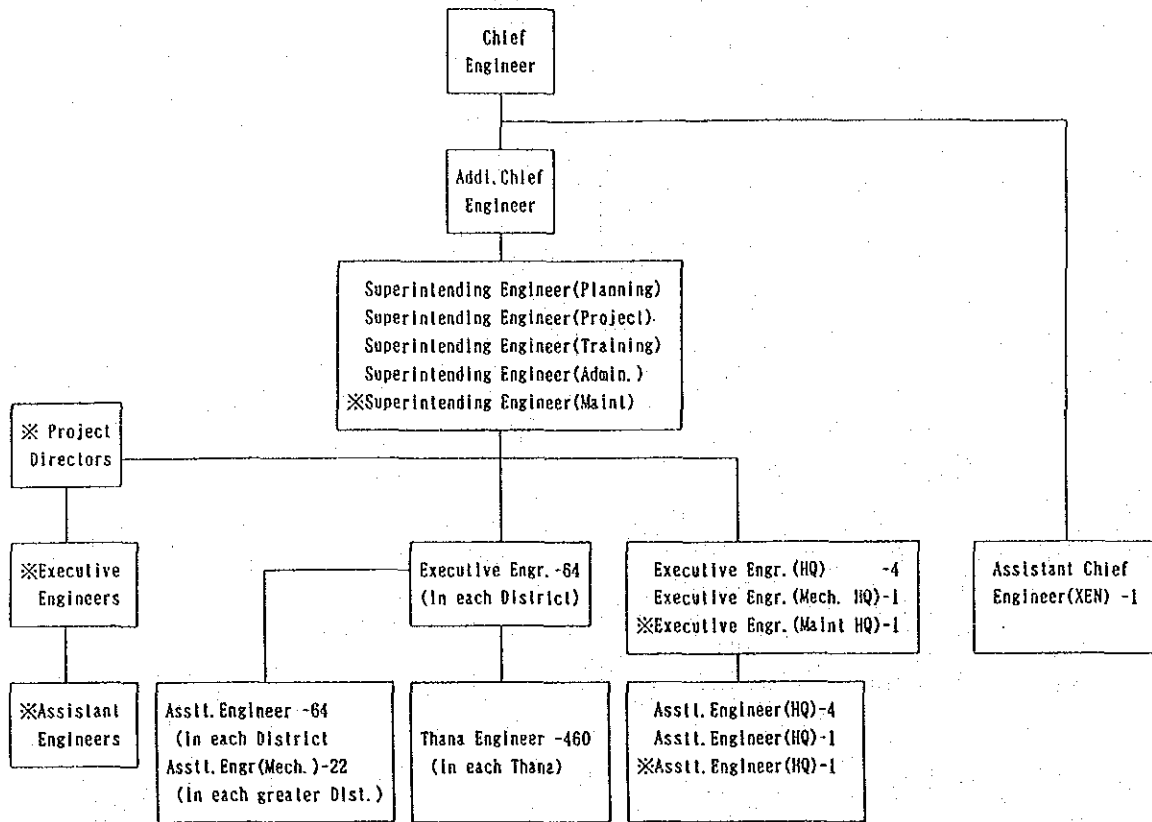 Chief
Engineer
Addl.Chief
Engineer
Superintending Engineer(Planning)
Superintending Engineer(Project)
Superintending Engineer(Training)
Superintending Engineer(Admin.)
※Superintending Engineer(Maint)
※ Project
Directors
※Executive
Engineers
Executive Engr. -64
(in each District)
Executive Engr.(HQ) -4
Executive Engr.(Mech. HQ)-1
※Executive Engr.(Maint HQ)-1
Assistant Chief
Engineer(XEN) -1
※Assistant
Engineers
Asstt.Engineer -64
(in each District
Asstt.Engr(Mech.)-22
(in each greater Dist.)
Thana Engineer -460
(in each Thana)
Asstt.Engineer(HQ)-4
Asstt.Engineer(HQ)-1
※Asstt.Engineer(HQ)-1